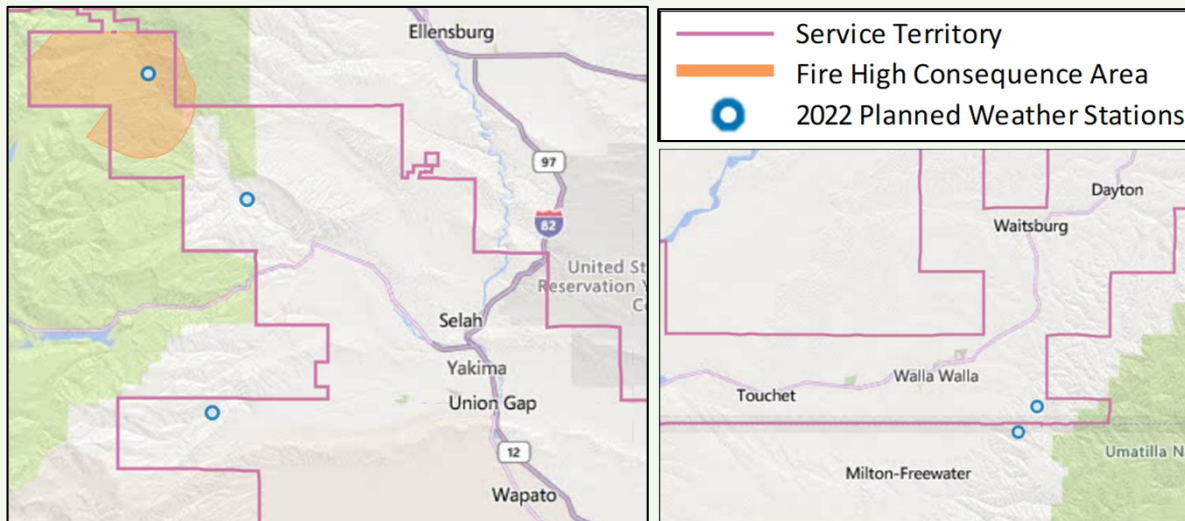 Ellensburg
97
82
United St
Reservation Y
Co
Selah
Yakima
Union Gap
12
Wapato
Service Territory
Fire High Consequence Area
2022 Planned Weather Stations
Dayton
Waitsburg
Walla Walla
Touchet
Milton-Freewater
Umatilla N